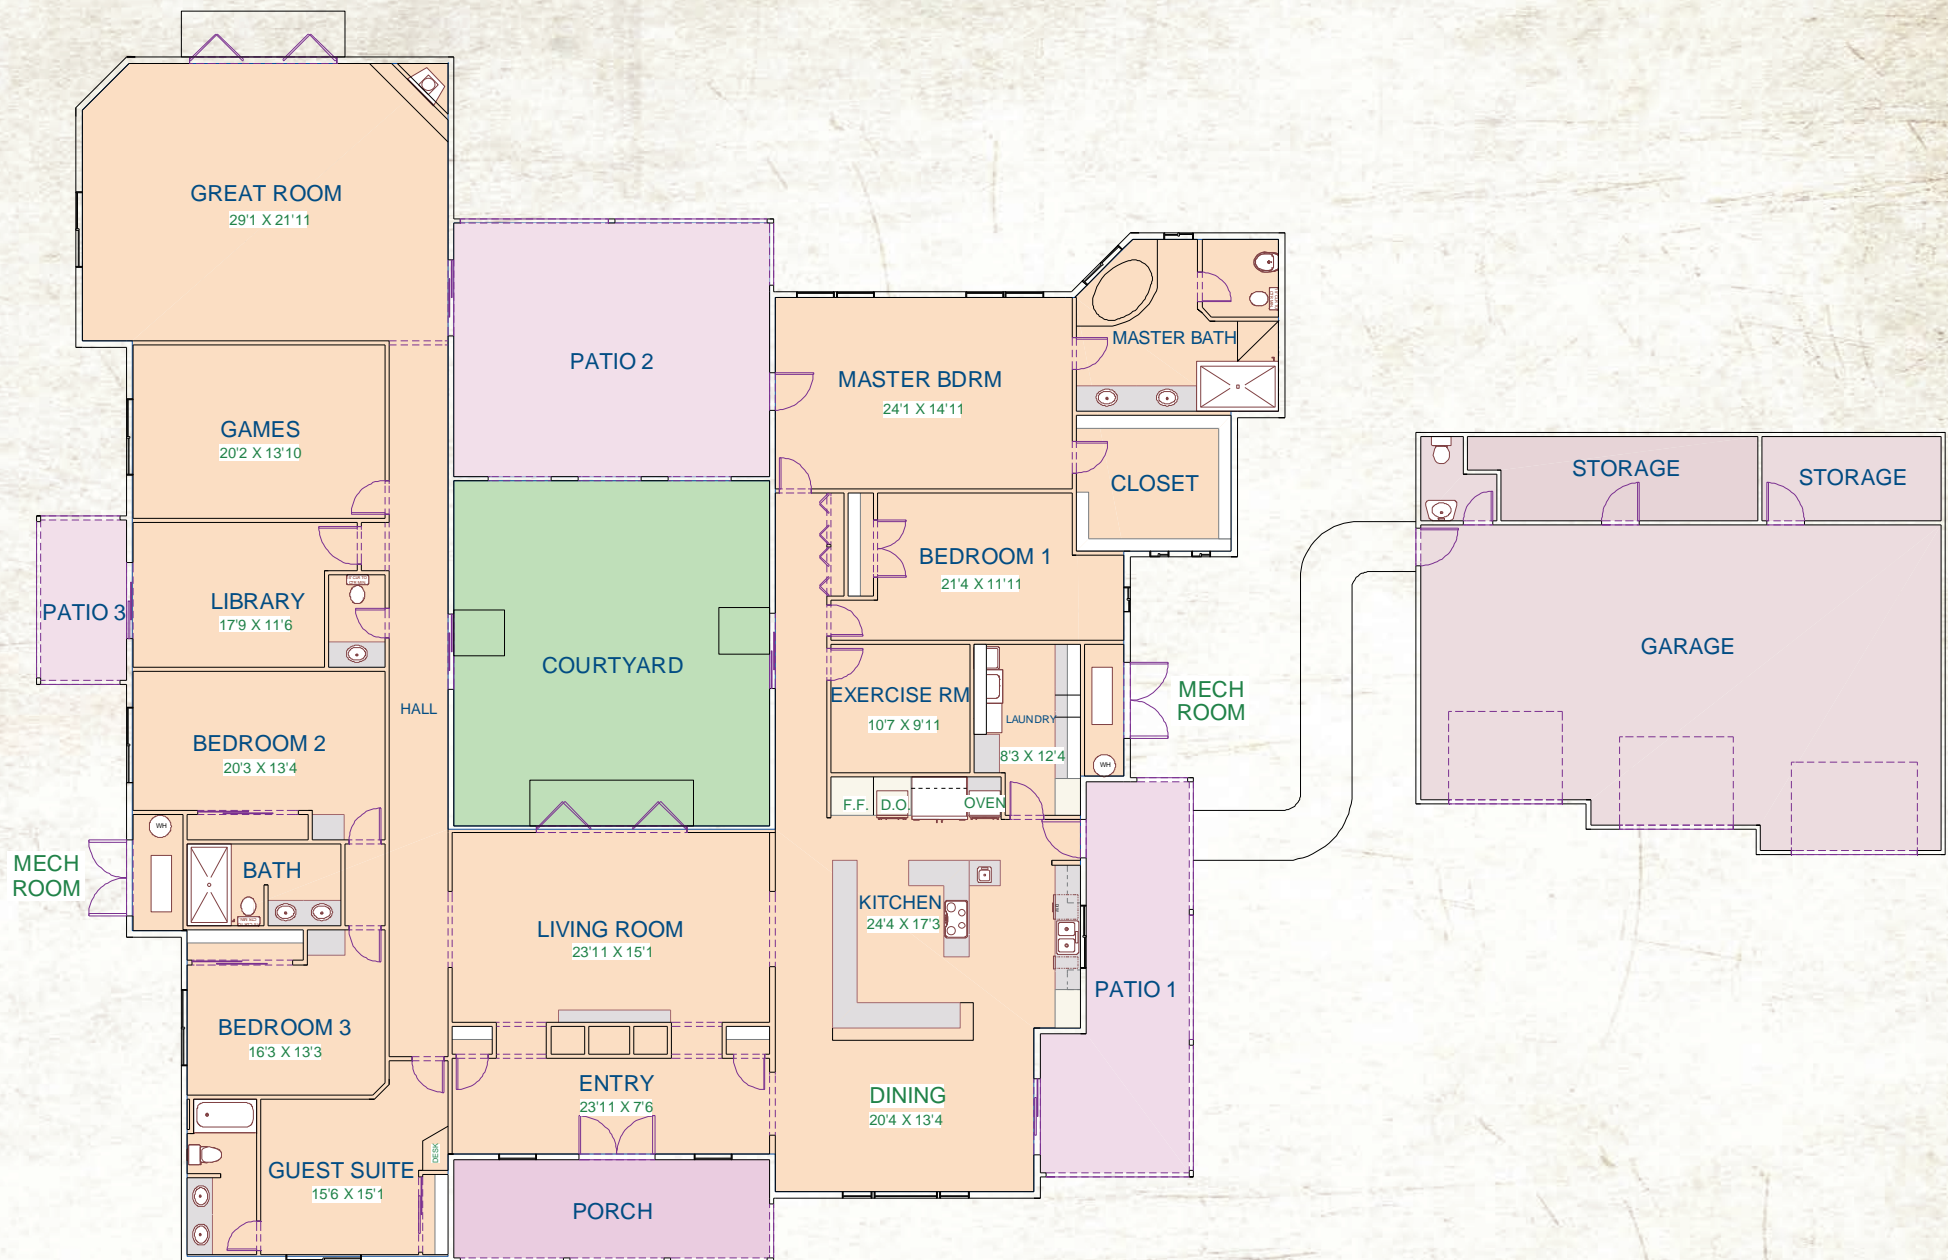 GREAT ROOM
29'1 X 21'11
PATIO 2
MASTER BATH
MASTER BDRM
24'1 X 14'11
GAMES
20'2 X 13'10
CLOSET
STORAGE
STORAGE
BEDROOM 1
21'4 X 11'11
LIBRARY
17'9 X 11'6
PATIO 3
COURTYARD
GARAGE
HALL
EXERCISE RM
10'7 X 9'11
LAUNDRY
8'3 X 12'4
MECH
ROOM
WH
BEDROOM 2
20'3 X 13'4
F.F.
D.O.
OVEN
WH
MECH
ROOM
BATH
LIVING ROOM
23'11 X 15'1
KITCHEN
24'4 X 17'3
PATIO 1
BEDROOM 3
16'3 X 13'3
ENTRY
23'11 X 7'6
DINING
20'4 X 13'4
DESK
GUEST SUITE
15'6 X 15'1
PORCH